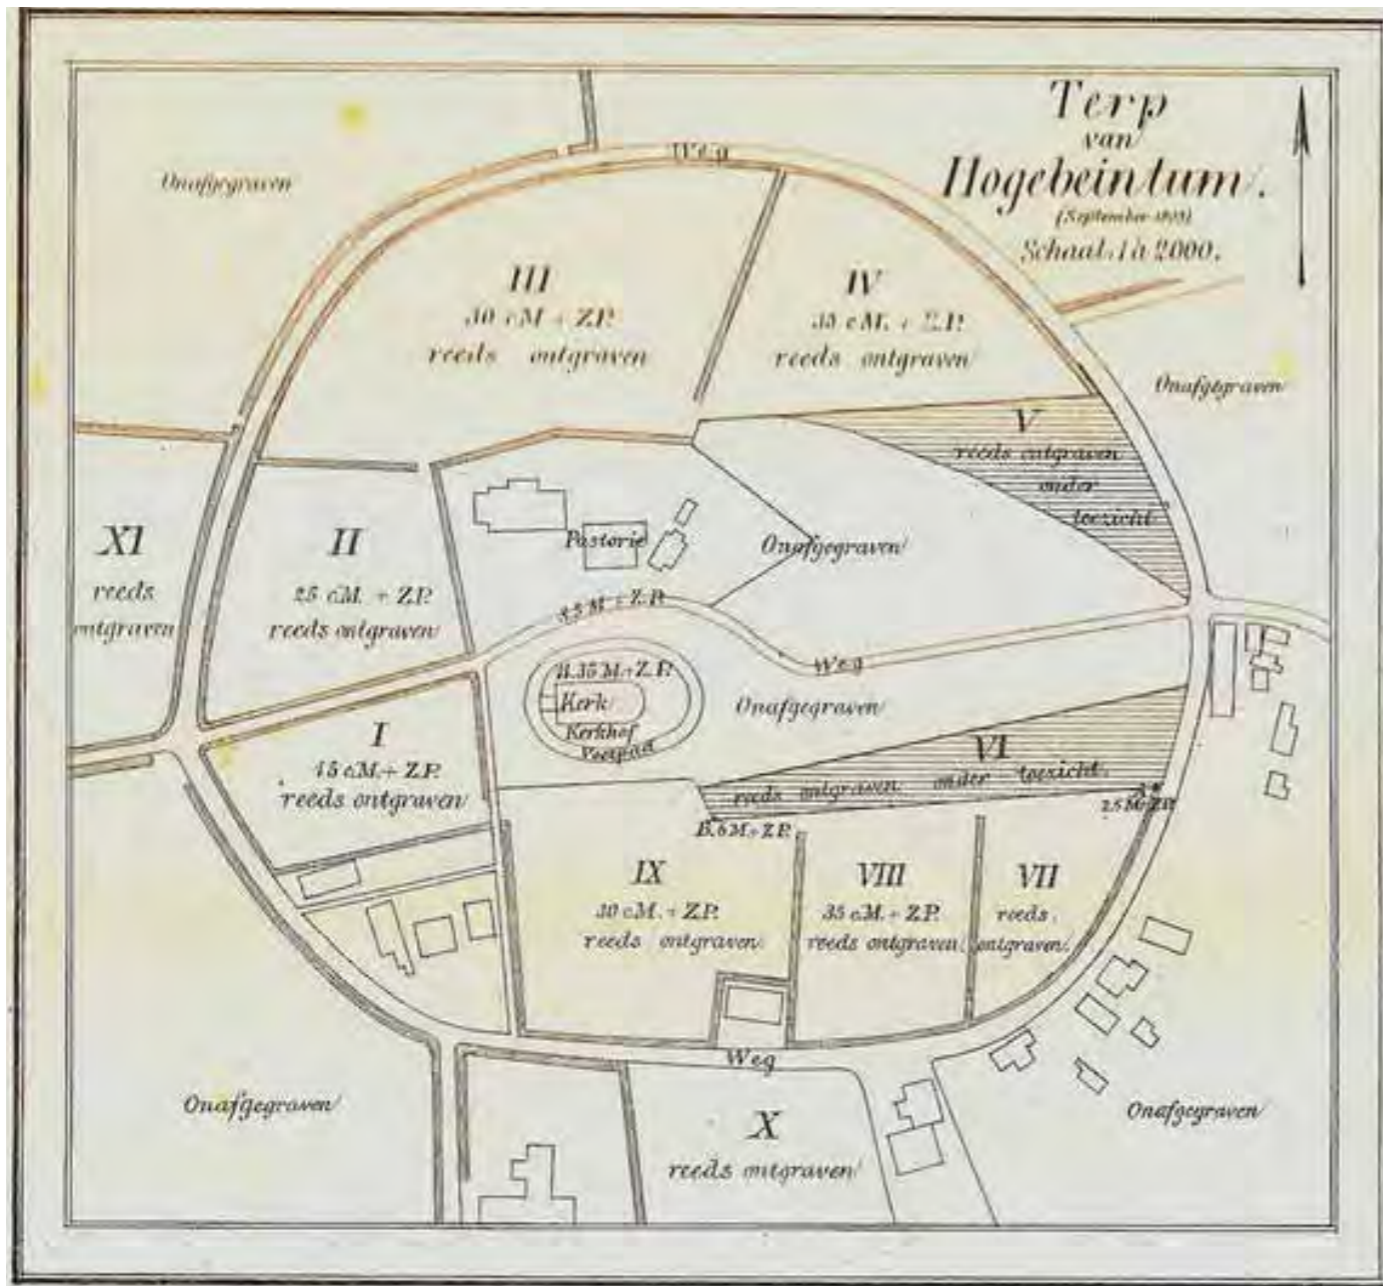 Terp
van
Hogebeintum.
Schaal. 1 à 2000.
Weg
Onafgegraven
III
30 cM + Z.P.
reeds ontgraven
IV
35 cM. + Z.P.
reeds ontgraven
Onafgegraven
V
reeds ontgraven
onder
toezicht
XI
reeds
ontgraven
II
25 cM. + Z.P.
reeds ontgraven
Pastorie
Onafgegraven
M + Z.P.
Weg
M. + Z.P.
Kerk
Kerkhof
Voetpad
Onafgegraven
I
15 cM. + Z.P.
reeds ontgraven
VI
reeds ontgraven onder toezicht.
2.5 M + Z.P.
B. 6 M. + Z.P.
IX
30 cM. + Z.P.
reeds ontgraven
VIII
35 cM. + Z.P.
reeds ontgraven
VII
reeds
ontgraven
Weg
Onafgegraven
X
reeds ontgraven
Onafgegraven